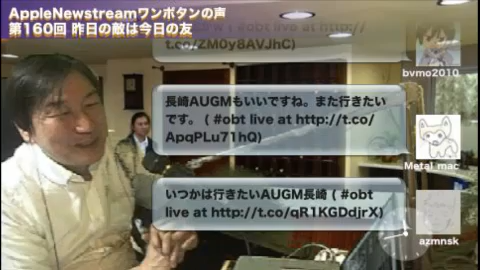 AppleNewstreamワンボタンの声
第160回 昨日の敵は今日の友
live at http://t.
co/ZM0y8AVJhC)
bvmo2010
長崎AUGMもいいですね。また行きたい
です。 ( #obt live at http://t.co/
ApqPLu71hQ)
Metal mac
いつかは行きたいAUGM長崎 ( #obt
live at http://t.co/qR1KGDdjrX)
azmnsk